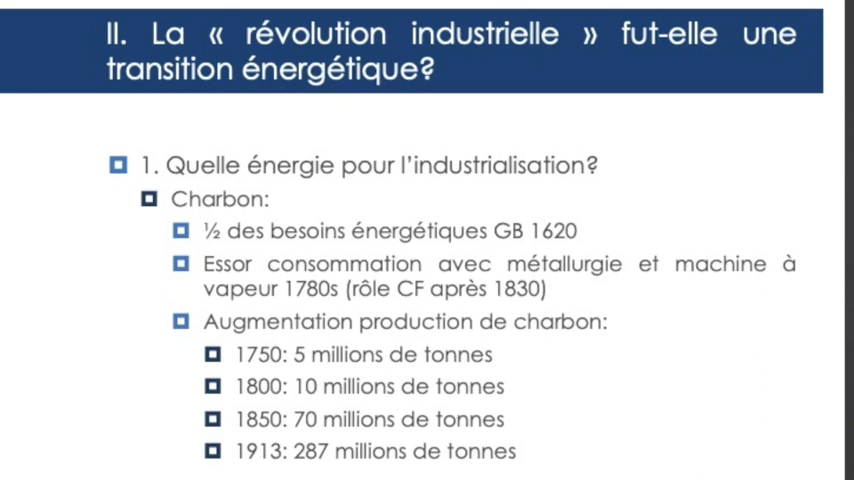 II. La « révolution industrielle » fut-elle une
transition énergétique?
1. Quelle énergie pour l'industrialisation?
Charbon:
½ des besoins énergétiques GB 1620
Essor consommation avec métallurgie et machine à
vapeur 1780s (rôle CF après 1830)
Augmentation production de charbon:
1750: 5 millions de tonnes
1800: 10 millions de tonnes
1850: 70 millions de tonnes
1913: 287 millions de tonnes